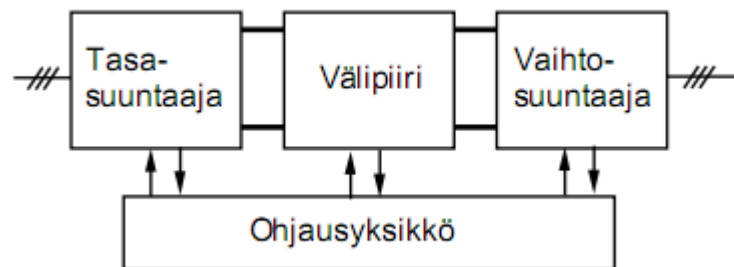 Tasa-
suuntaaja
Välipiiri
Vaihto-
suuntaaja
Ohjausyksikkö